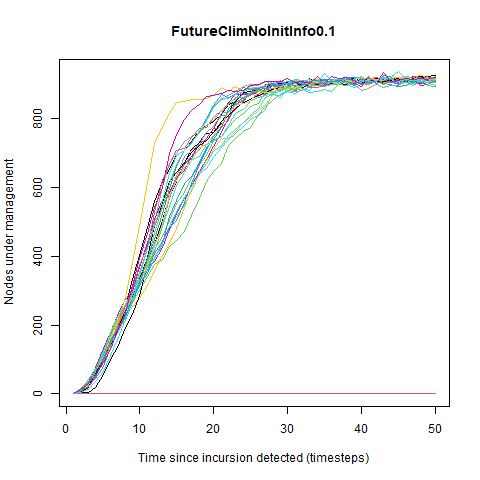 FutureClimNoInitInfo0.1
Nodes under management
800
600
400
200
0
0 10 20 30 40 50
Time since incursion detected (timesteps)